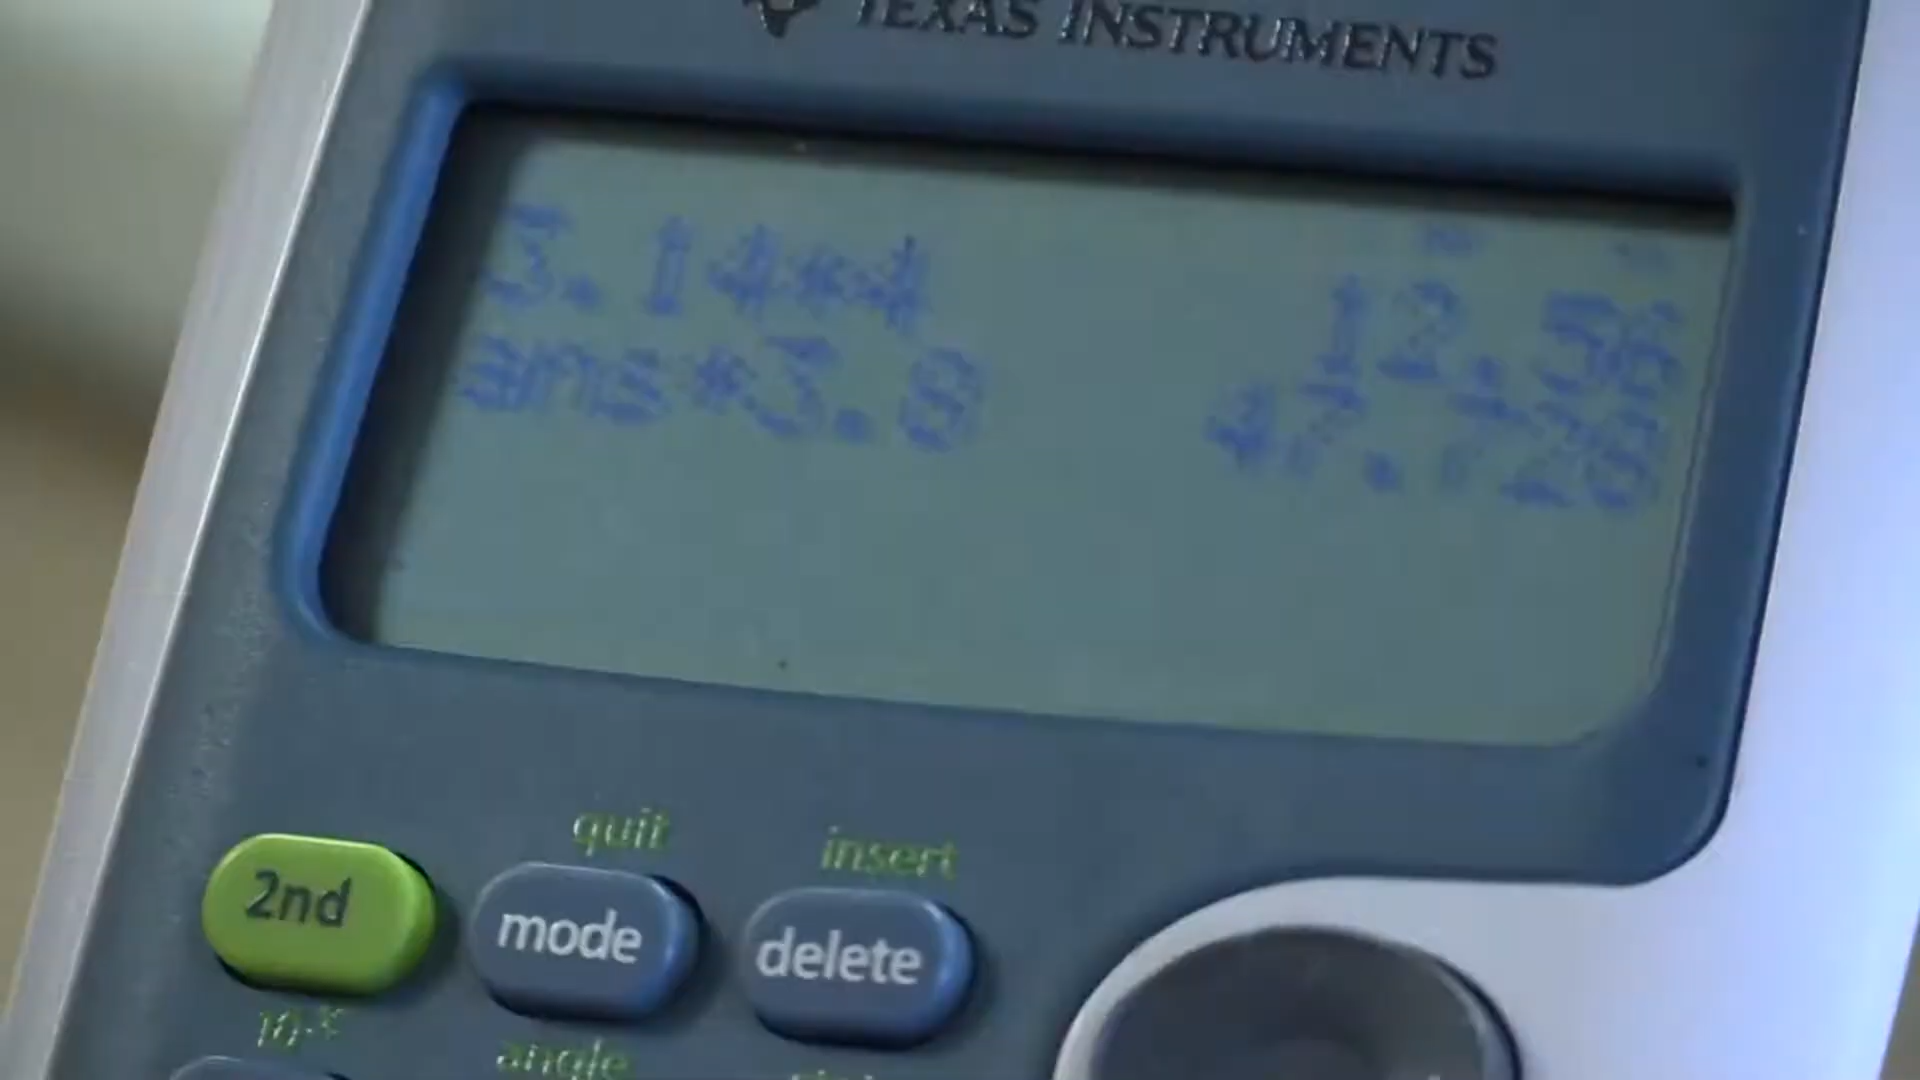 TEXAS INSTRUMENTS
3.14*4
12.56
ans*3.8
47.728
quit
insert
2nd
mode
delete
angle